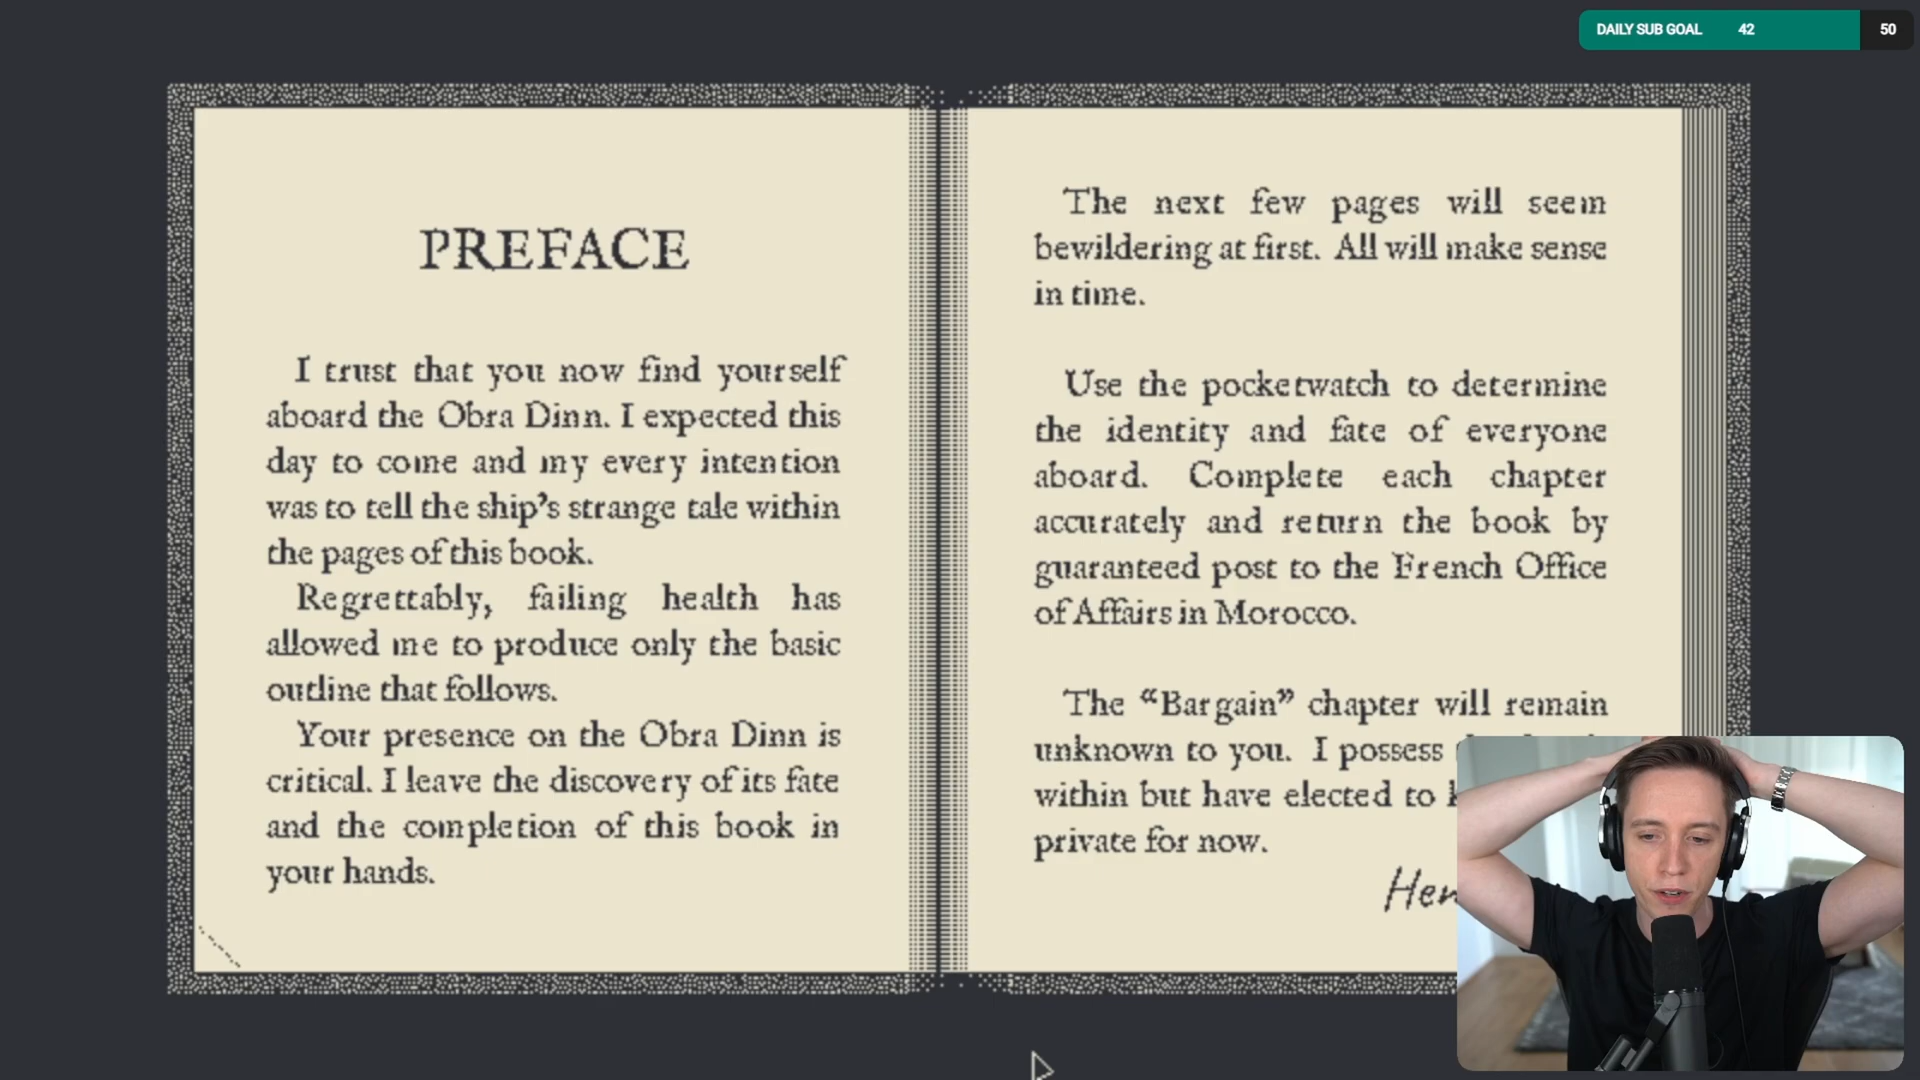 DAILY SUB GOAL 42 50
PREFACE
I trust that you now find yourself
aboard the Obra Dinn. I expected this
day to come and my every intention
was to tell the ship's strange tale within
the pages of this book.
Regrettably, failing health has
allowed me to produce only the basic
outline that follows.
Your presence on the Obra Dinn is
critical. I leave the discovery of its fate
and the completion of this book in
your hands.
The next few pages will seem
bewildering at first. All will make sense
in time.
Use the pocketwatch to determine
the identity and fate of everyone
aboard. Complete each chapter
accurately and return the book by
guaranteed post to the French Office
of Affairs in Morocco.
The “Bargain” chapter will remain
unknown to you. I possess
within but have elected to
private for now.